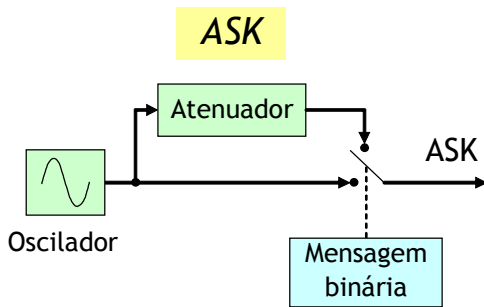 ASK
Atenuador
ASK
Oscilador
Mensagem
binária